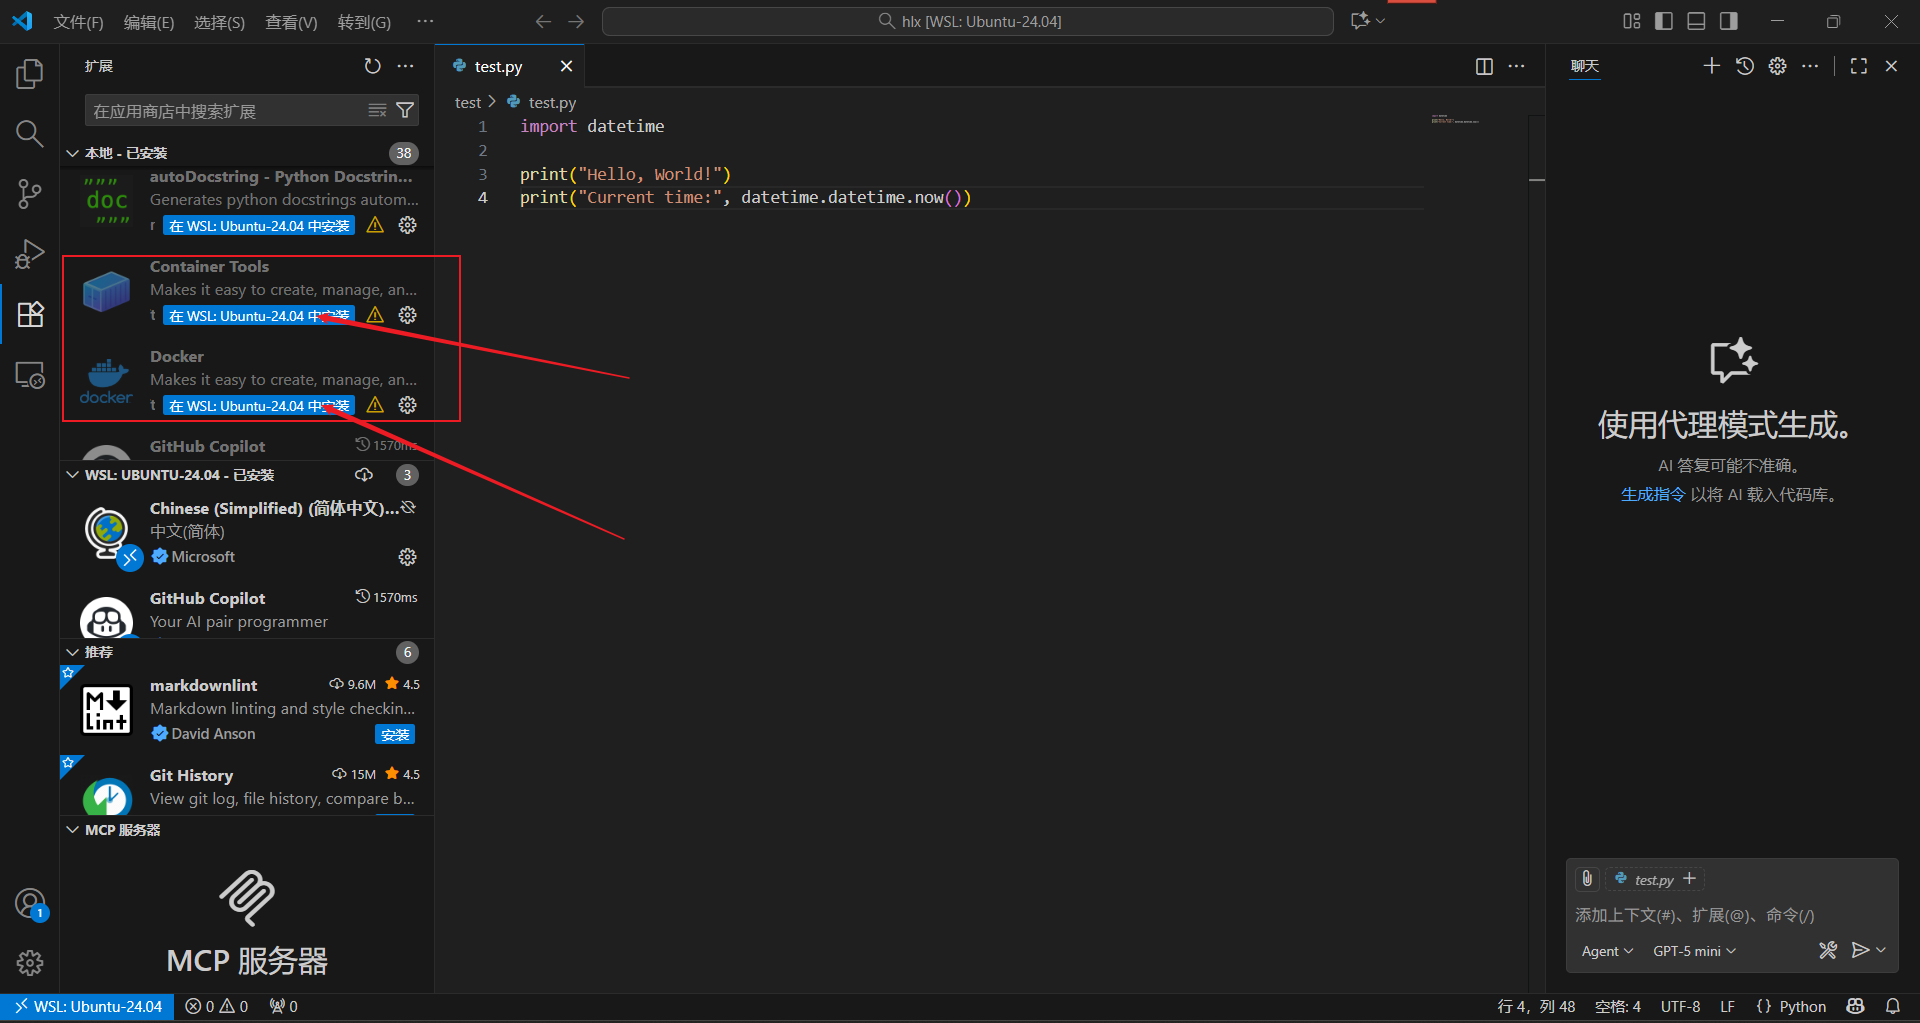 文件(F) 编辑(E) 选择(S) 查看(V) 转到(G) ···
hlx [WSL: Ubuntu-24.04]
扩展
在应用商店中搜索扩展
本地 - 已安装 38
autoDocstring - Python Docstrin...
Generates python docstrings autom...
在 WSL: Ubuntu-24.04 中安装
Container Tools
Makes it easy to create, manage, an...
在 WSL: Ubuntu-24.04 中安装
Docker
Makes it easy to create, manage, an...
docker
在 WSL: Ubuntu-24.04 中安装
GitHub Copilot 1570ms
WSL: UBUNTU-24.04 - 已安装 3
Chinese (Simplified) (简体中文)...
中文(简体)
Microsoft
GitHub Copilot 1570ms
Your AI pair programmer
推荐 6
markdownlint 9.6M 4.5
Markdown linting and style checkin...
David Anson 安装
Git History 15M 4.5
View git log, file history, compare b...
MCP 服务器
MCP 服务器
test.py
test > test.py
1 import datetime
2
3 print("Hello, World!")
4 print("Current time:", datetime.datetime.now())
聊天
使用代理模式生成。
AI 答复可能不准确。
生成指令 以将 AI 载入代码库。
test.py
添加上下文(#)、扩展(@)、命令(/)
Agent GPT-5 mini
1
WSL: Ubuntu-24.04 0 0 0
行 4，列 48 空格: 4 UTF-8 LF {} Python